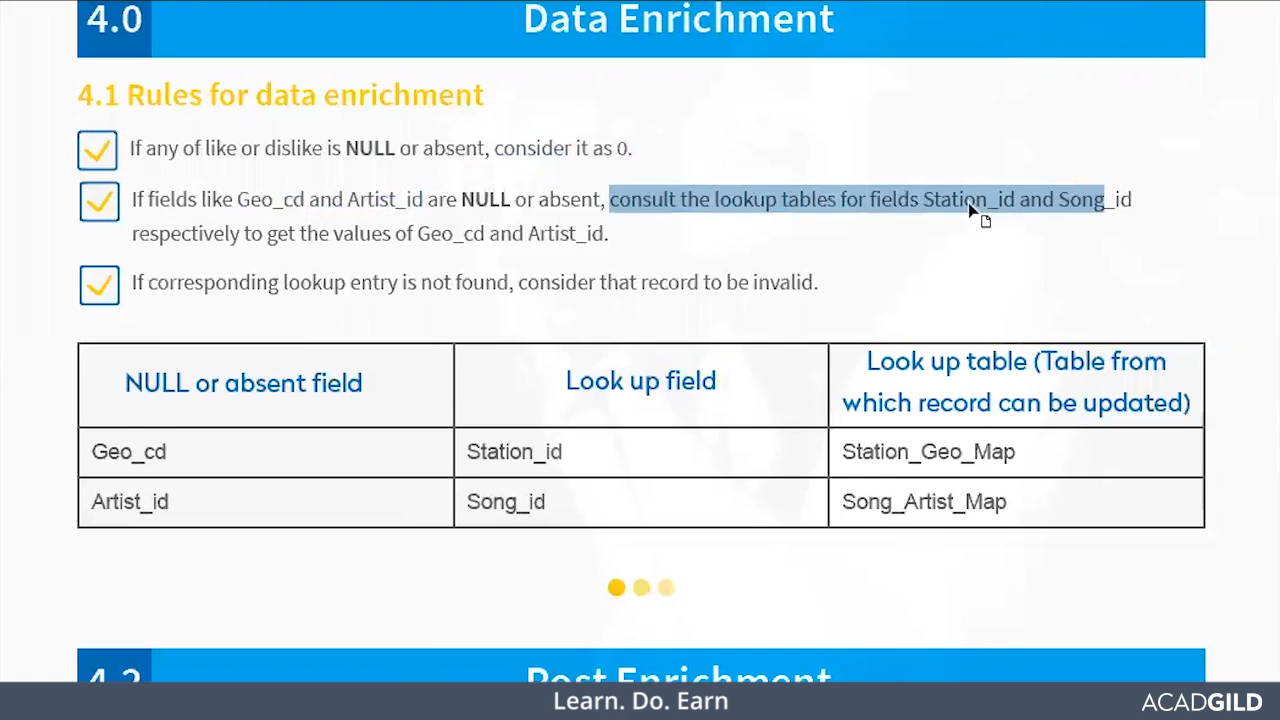 4.0 Data Enrichment
4.1 Rules for data enrichment
If any of like or dislike is NULL or absent, consider it as 0.
If fields like Geo_cd and Artist_id are NULL or absent, consult the lookup tables for fields Station_id and Song_id
respectively to get the values of Geo_cd and Artist_id.
If corresponding lookup entry is not found, consider that record to be invalid.
NULL or absent field Look up field Look up table (Table from
which record can be updated)
Geo_cd Station_id Station_Geo_Map
Artist_id Song_id Song_Artist_Map
4.2 Post Enrichment
Learn. Do. Earn ACADGILD